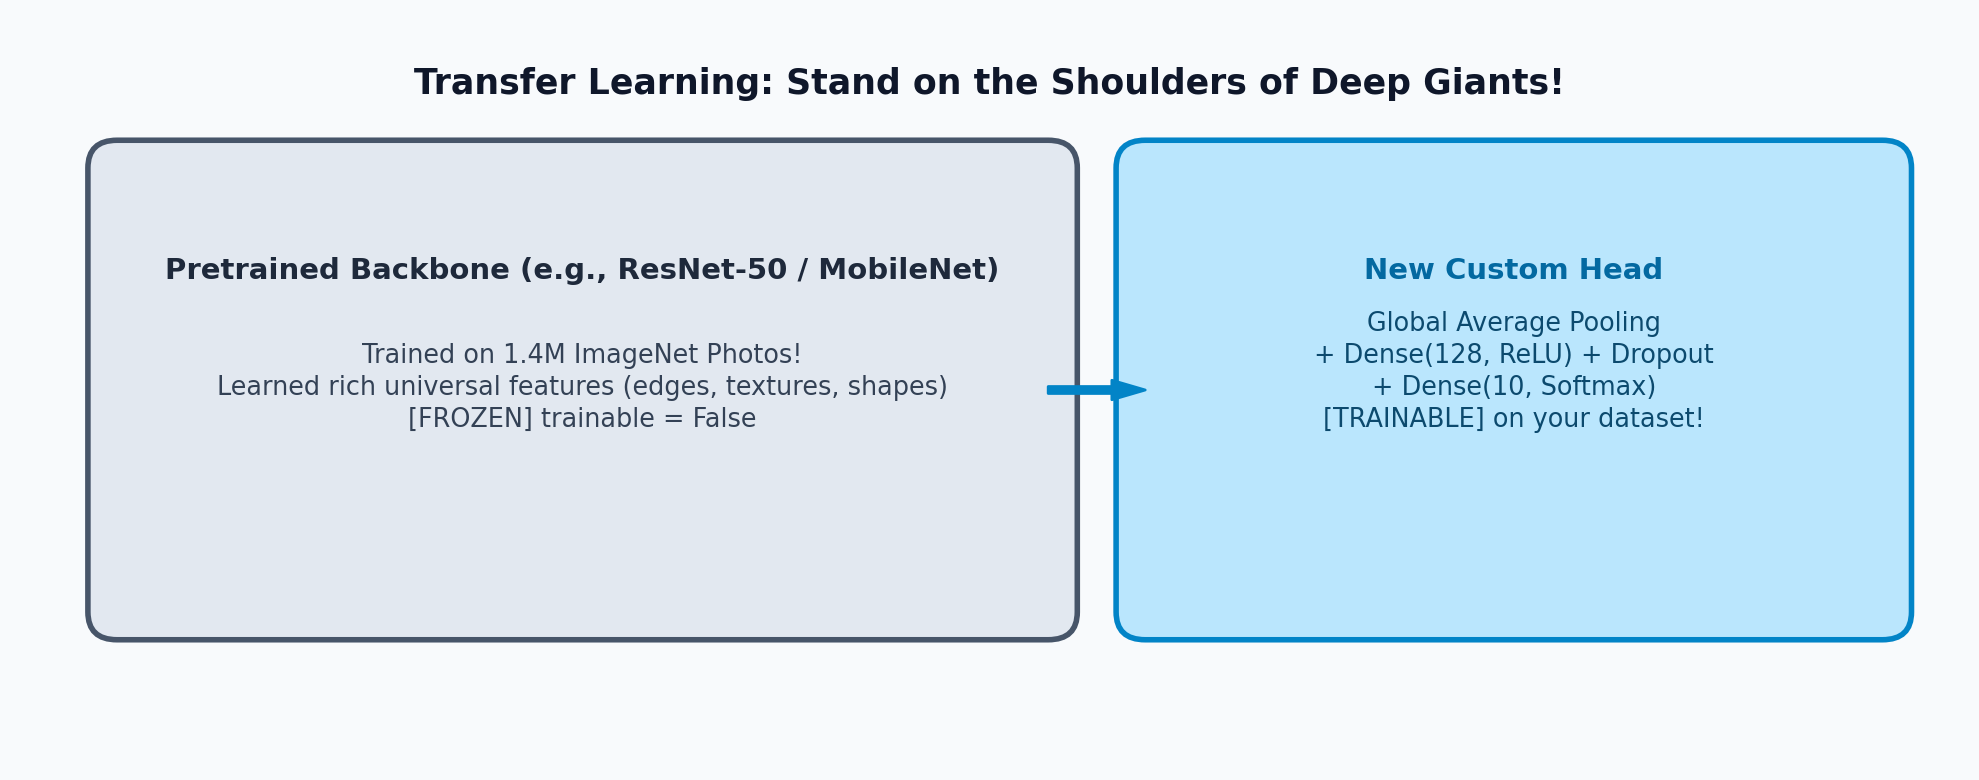 Transfer Learning: Stand on the Shoulders of Deep Giants!
Pretrained Backbone (e.g., ResNet-50 / MobileNet)
Trained on 1.4M ImageNet Photos!
Learned rich universal features (edges, textures, shapes)
[FROZEN] trainable = False
New Custom Head
Global Average Pooling
+ Dense(128, ReLU) + Dropout
+ Dense(10, Softmax)
[TRAINABLE] on your dataset!